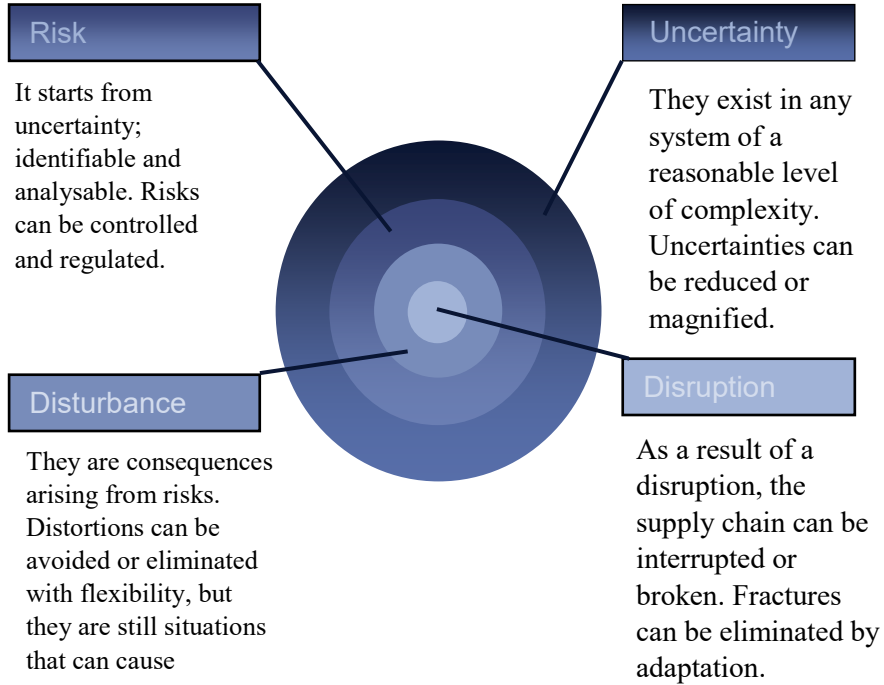 Risk
It starts from
uncertainty;
identifiable and
analysable. Risks
can be controlled
and regulated.
Uncertainty
They exist in any
system of a
reasonable level
of complexity.
Uncertainties can
be reduced or
magnified.
Disturbance
They are consequences
arising from risks.
Distortions can be
avoided or eliminated
with flexibility, but
they are still situations
that can cause
Disruption
As a result of a
disruption, the
supply chain can be
interrupted or
broken. Fractures
can be eliminated by
adaptation.